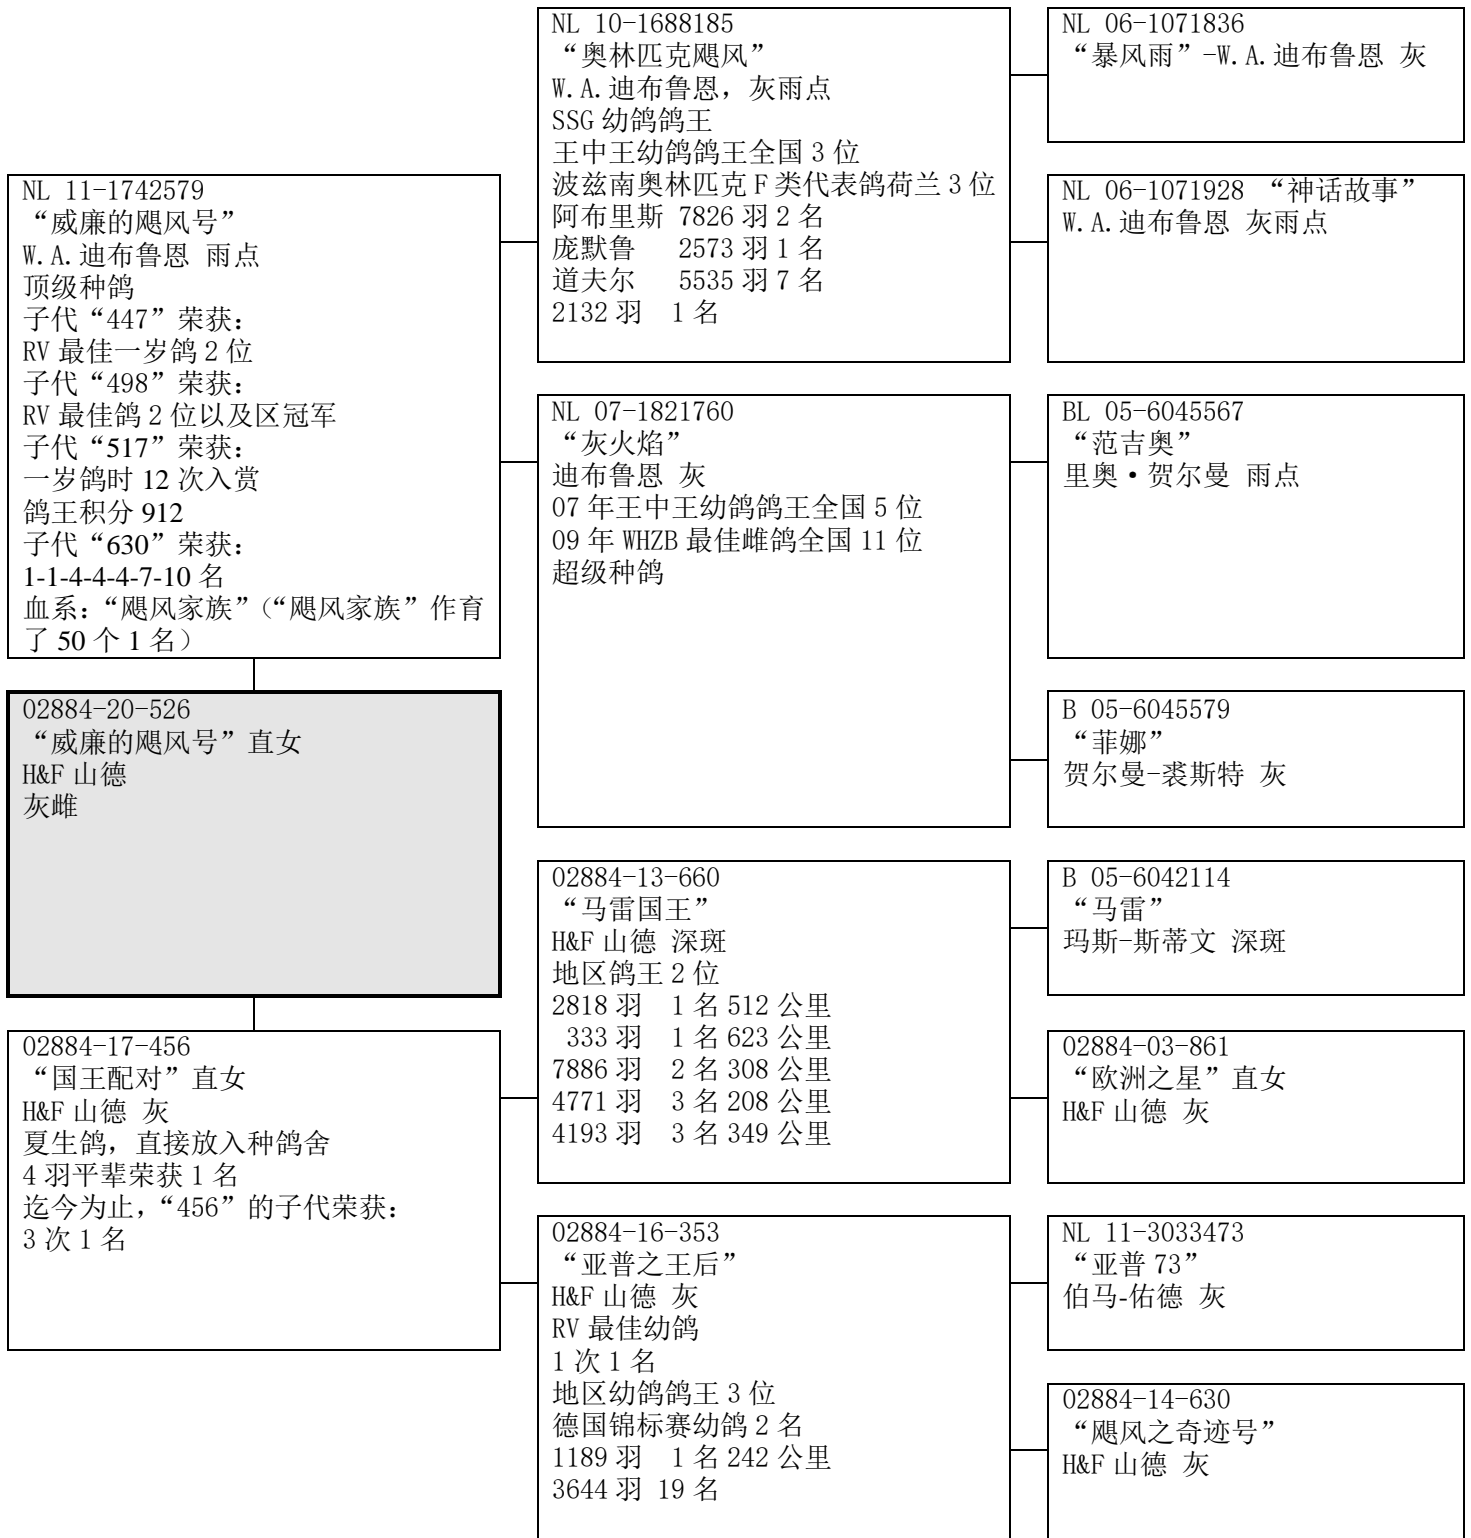 NL 11-1742579
“威廉的飓风号”
W.A.迪布鲁恩 雨点
顶级种鸽
子代“447”荣获：
RV 最佳一岁鸽 2 位
子代“498”荣获：
RV 最佳鸽 2 位以及区冠军
子代“517”荣获：
一岁鸽时 12 次入赏
鸽王积分 912
子代“630”荣获：
1-1-4-4-4-7-10 名
血系：“飓风家族”（“飓风家族”作育
了 50 个 1 名）
02884-20-526
“威廉的飓风号”直女
H&F 山德
灰雌
02884-17-456
“国王配对”直女
H&F 山德 灰
夏生鸽，直接放入种鸽舍
4 羽平辈荣获 1 名
迄今为止，“456”的子代荣获：
3 次 1 名
NL 10-1688185
“奥林匹克飓风”
W.A.迪布鲁恩，灰雨点
SSG 幼鸽鸽王
王中王幼鸽鸽王全国 3 位
波兹南奥林匹克 F 类代表鸽荷兰 3 位
阿布里斯 7826 羽 2 名
庞默鲁 2573 羽 1 名
道夫尔 5535 羽 7 名
2132 羽 1 名
NL 07-1821760
“灰火焰”
迪布鲁恩 灰
07 年王中王幼鸽鸽王全国 5 位
09 年 WHZB 最佳雌鸽全国 11 位
超级种鸽
02884-13-660
“马雷国王”
H&F 山德 深斑
地区鸽王 2 位
2818 羽 1 名 512 公里
333 羽 1 名 623 公里
7886 羽 2 名 308 公里
4771 羽 3 名 208 公里
4193 羽 3 名 349 公里
02884-16-353
“亚普之王后”
H&F 山德 灰
RV 最佳幼鸽
1 次 1 名
地区幼鸽鸽王 3 位
德国锦标赛幼鸽 2 名
1189 羽 1 名 242 公里
3644 羽 19 名
NL 06-1071836
“暴风雨”-W.A.迪布鲁恩 灰
NL 06-1071928 “神话故事”
W.A.迪布鲁恩 灰雨点
BL 05-6045567
“范吉奥”
里奥·贺尔曼 雨点
B 05-6045579
“菲娜”
贺尔曼-裘斯特 灰
B 05-6042114
“马雷”
玛斯-斯蒂文 深斑
02884-03-861
“欧洲之星”直女
H&F 山德 灰
NL 11-3033473
“亚普 73”
伯马-佑德 灰
02884-14-630
“飓风之奇迹号”
H&F 山德 灰